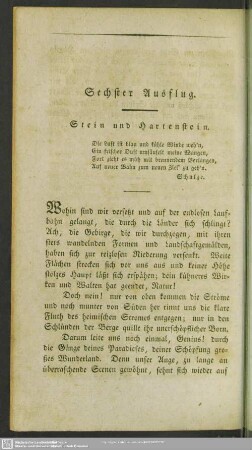 Sechster Ausflug.
Stein und Hartenstein.
Die Luft ist blau und kühle Winde weh'n,
Ein frischer Duft umsäuselt meine Wangen,
Fort zieht es mich mit brennendem Verlangen,
Auf neuer Bahn zum neuen Ziel' zu geh'n.
Schulze.
Wohin sind wir versetzt und auf der endlosen Lauf-
bahn gelangt, die durch die Länder sich schlingt?
Ach, die Gebirge, die wir durchzogen, mit ihren
stets wandelnden Formen und Landschaftgemälden,
haben sich zur reizlosen Niederung versenkt. Weite
Flächen strecken sich vor uns aus und keiner Höhe
stolzes Haupt läßt sich erspähen; dein kühneres Wir-
ken und Walten hat geendet, Natur!
Doch nein! nur von oben kommen die Ströme
und noch munter von Süden her rinnt uns die klare
Fluth des heimischen Stromes entgegen; nur in den
Schlünden der Berge quillt ihr unerschöpflicher Born.
Darum leite uns noch einmal, Genius! durch
die Gänge deines Paradieses, deiner Schöpfung gro-
ßes Wunderland. Denn unser Auge, zu lange an
überraschende Scenen gewöhnt, sehnt sich wieder auf